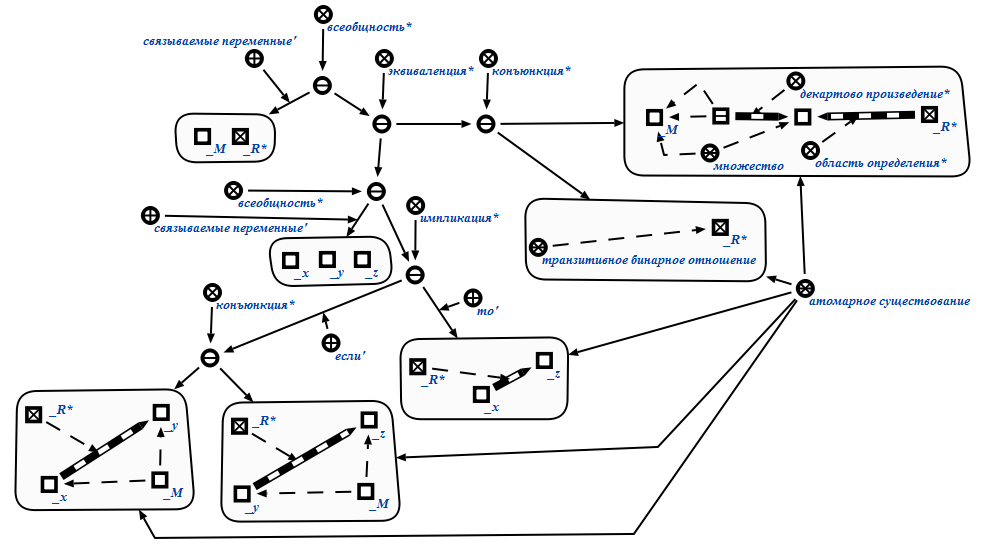 всеобщность*
связываемые переменные'
эквиваленция*
конъюнкция*
декартово произведение*
_M
_R*
_M
_R*
множество
область определения*
всеобщность*
импликация*
связываемые переменные'
_R*
транзитивное бинарное отношение
_x
_y
_z
атомарное существование
конъюнкция*
то'
если'
_R*
_z
_x
_R*
_y
_x
_M
_R*
_z
_y
_M